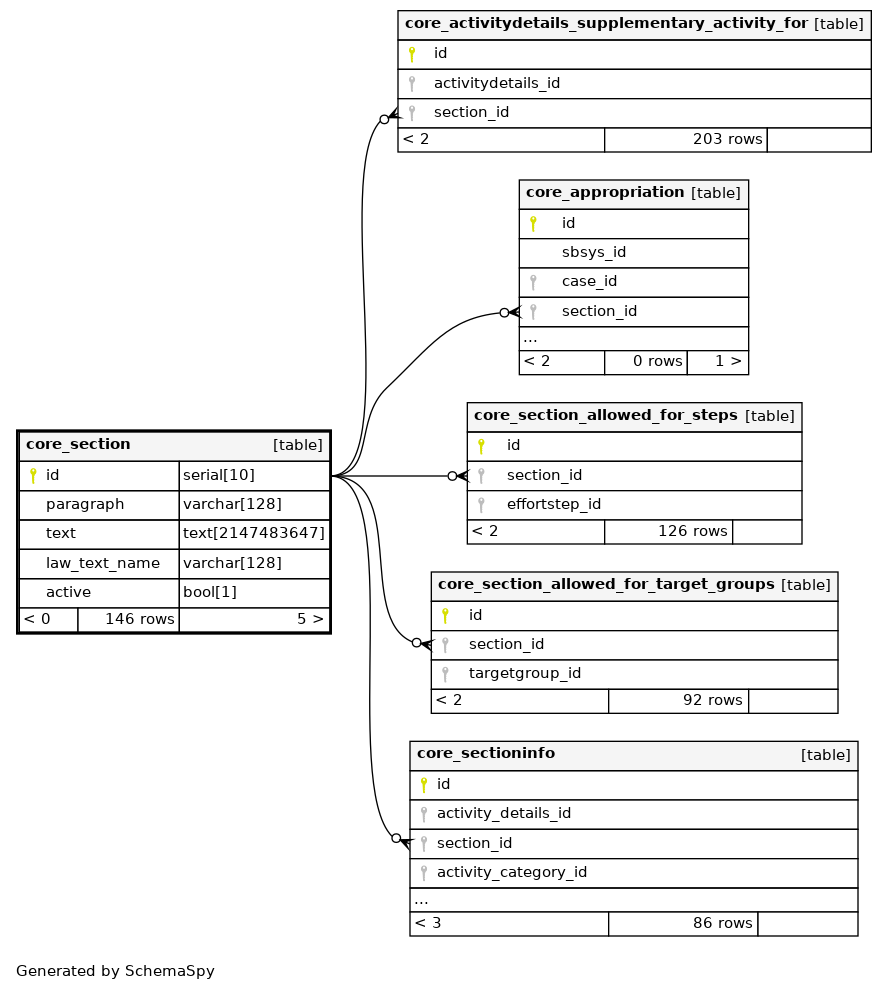 core_activitydetails_supplementary_activity_for [table]
id
activitydetails_id
section_id
< 2 203 rows
core_appropriation [table]
id
sbsys_id
case_id
section_id
...
< 2 0 rows 1 >
core_section_allowed_for_steps [table]
id
section_id
effortstep_id
< 2 126 rows
core_section [table]
id serial[10]
paragraph varchar[128]
text text[2147483647]
law_text_name varchar[128]
active bool[1]
< 0 146 rows 5 >
core_section_allowed_for_target_groups [table]
id
section_id
targetgroup_id
< 2 92 rows
core_sectioninfo [table]
id
activity_details_id
section_id
activity_category_id
...
< 3 86 rows
Generated by SchemaSpy